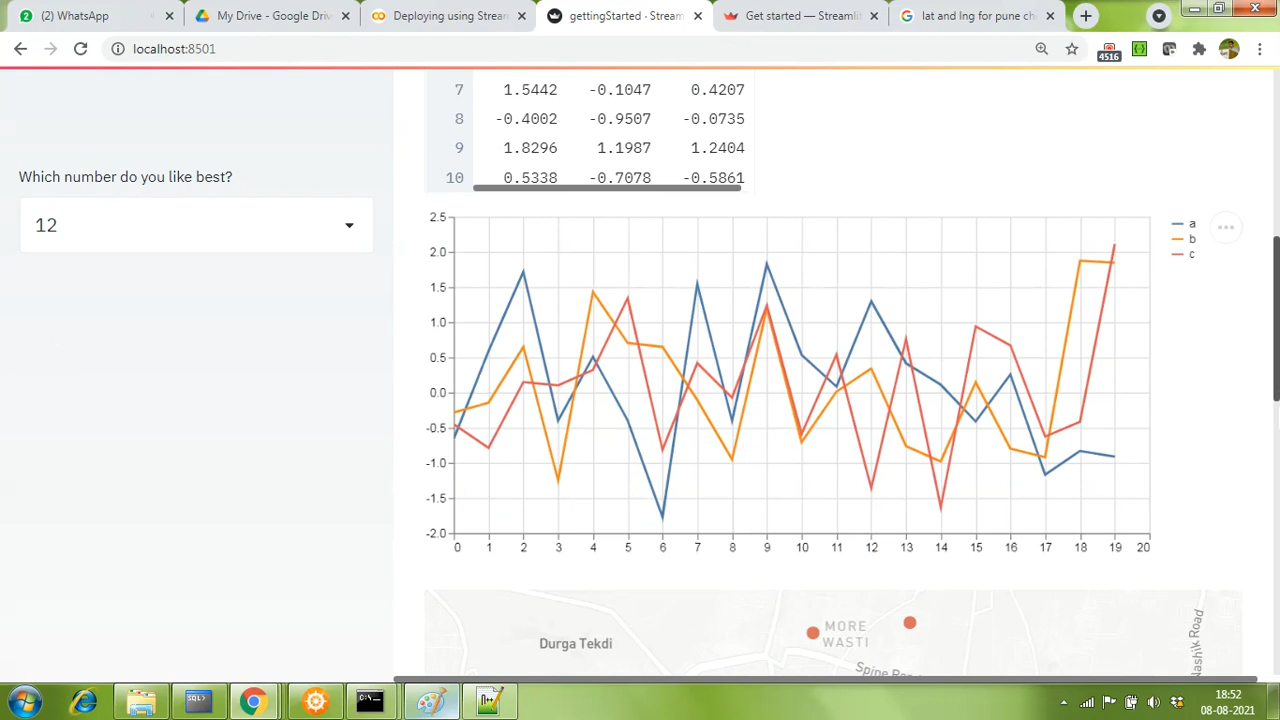 (2) WhatsApp
My Drive - Google Driv
Deploying using Stream
gettingStarted · Stream
Get started — Streamlit
lat and lng for pune ch
localhost:8501
4516
7 1.5442 -0.1047 0.4207
8 -0.4002 -0.9507 -0.0735
9 1.8296 1.1987 1.2404
10 0.5338 -0.7078 -0.5861
Which number do you like best?
12
2.5
2.0
1.5
1.0
0.5
0.0
-0.5
-1.0
-1.5
-2.0
0 1 2 3 4 5 6 7 8 9 10 11 12 13 14 15 16 17 18 19 20
a
b
c
MORE
WASTI
Durga Tekdi
Spine Roa
Nashik Road
SQL>
C:\.
18:52
08-08-2021